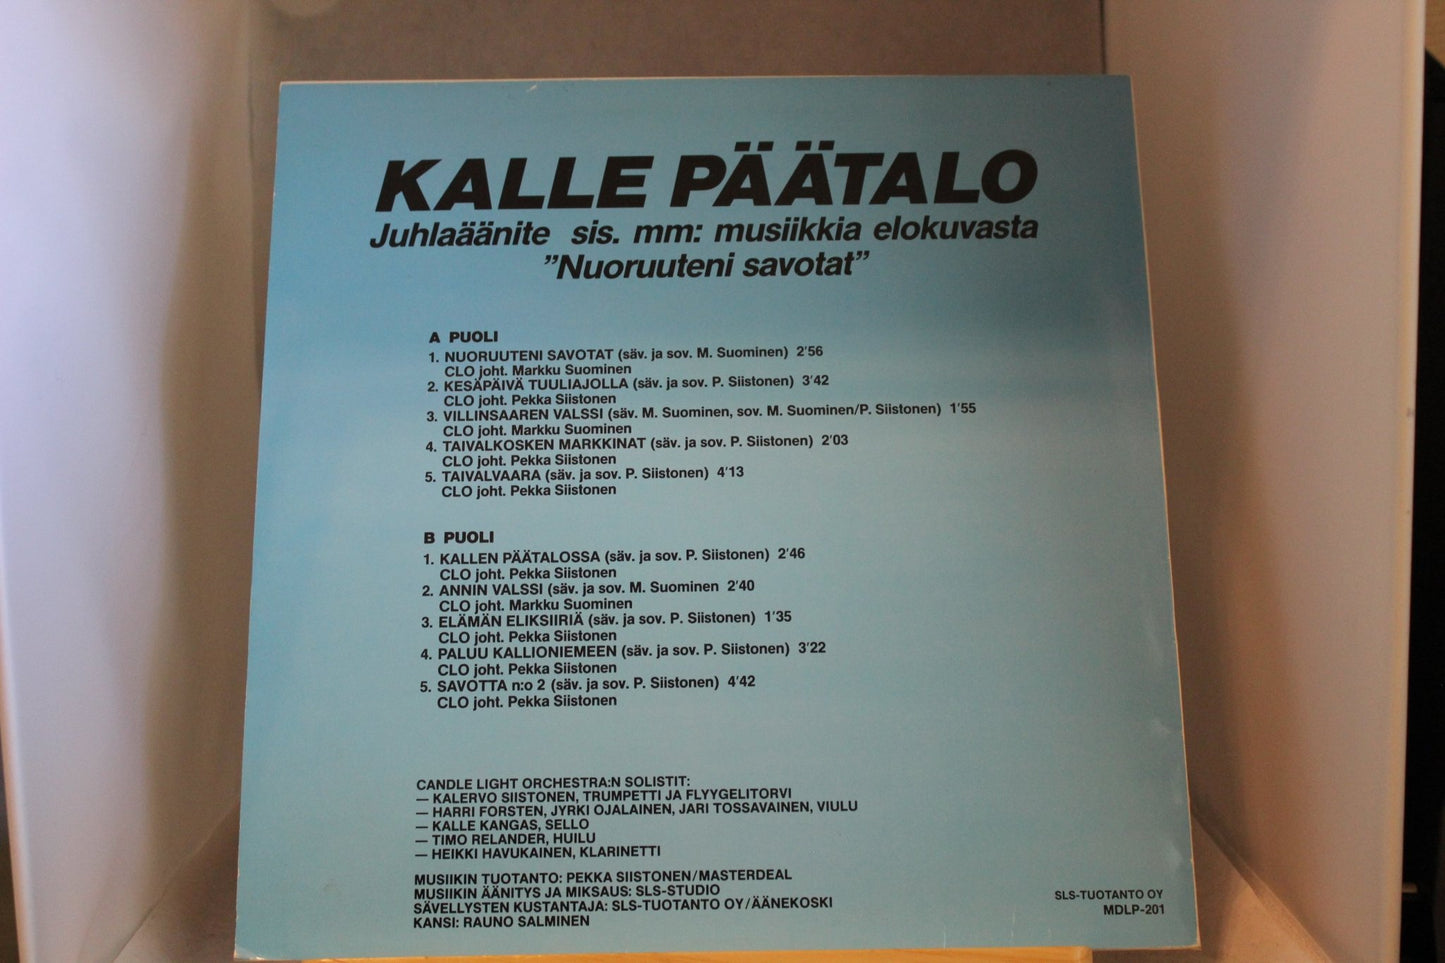 KALLE PÄÄTALO
Juhlaäänite sis. mm: musiikkia elokuvasta
”Nuoruuteni savotat”
A PUOLI
1. NUORUUTENI SAVOTAT (säv. ja sov. M. Suominen) 2’56
CLO joht. Markku Suominen
2. KESÄPÄIVÄ TUULIAJOLLA (säv. ja sov. P. Siistonen) 3’42
CLO joht. Pekka Siistonen
3. VILLINSAAREN VALSSI (säv. M. Suominen, sov. M. Suominen/P. Siistonen) 1’55
CLO joht. Markku Suominen
4. TAIVALKOSKEN MARKKINAT (säv. ja sov. P. Siistonen) 2’03
CLO joht. Pekka Siistonen
5. TAIVALVAARA (säv. ja sov. P. Siistonen) 4’13
CLO joht. Pekka Siistonen
B PUOLI
1. KALLEN PÄÄTALOSSA (säv. ja sov. P. Siistonen) 2’46
CLO joht. Pekka Siistonen
2. ANNIN VALSSI (säv. ja sov. M. Suominen 2’40
CLO joht. Markku Suominen
3. ELÄMÄN ELIKSIIRIÄ (säv. ja sov. P. Siistonen) 1’35
CLO joht. Pekka Siistonen
4. PALUU KALLIONIEMEEN (säv. ja sov. P. Siistonen) 3’22
CLO joht. Pekka Siistonen
5. SAVOTTA n:o 2 (säv. ja sov. P. Siistonen) 4’42
CLO joht. Pekka Siistonen
CANDLE LIGHT ORCHESTRA:N SOLISTIT:
— KALERVO SIISTONEN, TRUMPETTI JA FLYYGELITORVI
— HARRI FORSTEN, JYRKI OJALAINEN, JARI TOSSAVAINEN, VIULU
— KALLE KANGAS, SELLO
— TIMO RELANDER, HUILU
— HEIKKI HAVUKAINEN, KLARINETTI
MUSIIKIN TUOTANTO: PEKKA SIISTONEN/MASTERDEAL
MUSIIKIN ÄÄNITYS JA MIKSAUS: SLS-STUDIO
SÄVELLYSTEN KUSTANTAJA: SLS-TUOTANTO OY/ÄÄNEKOSKI
KANSI: RAUNO SALMINEN
SLS-TUOTANTO OY
MDLP-201